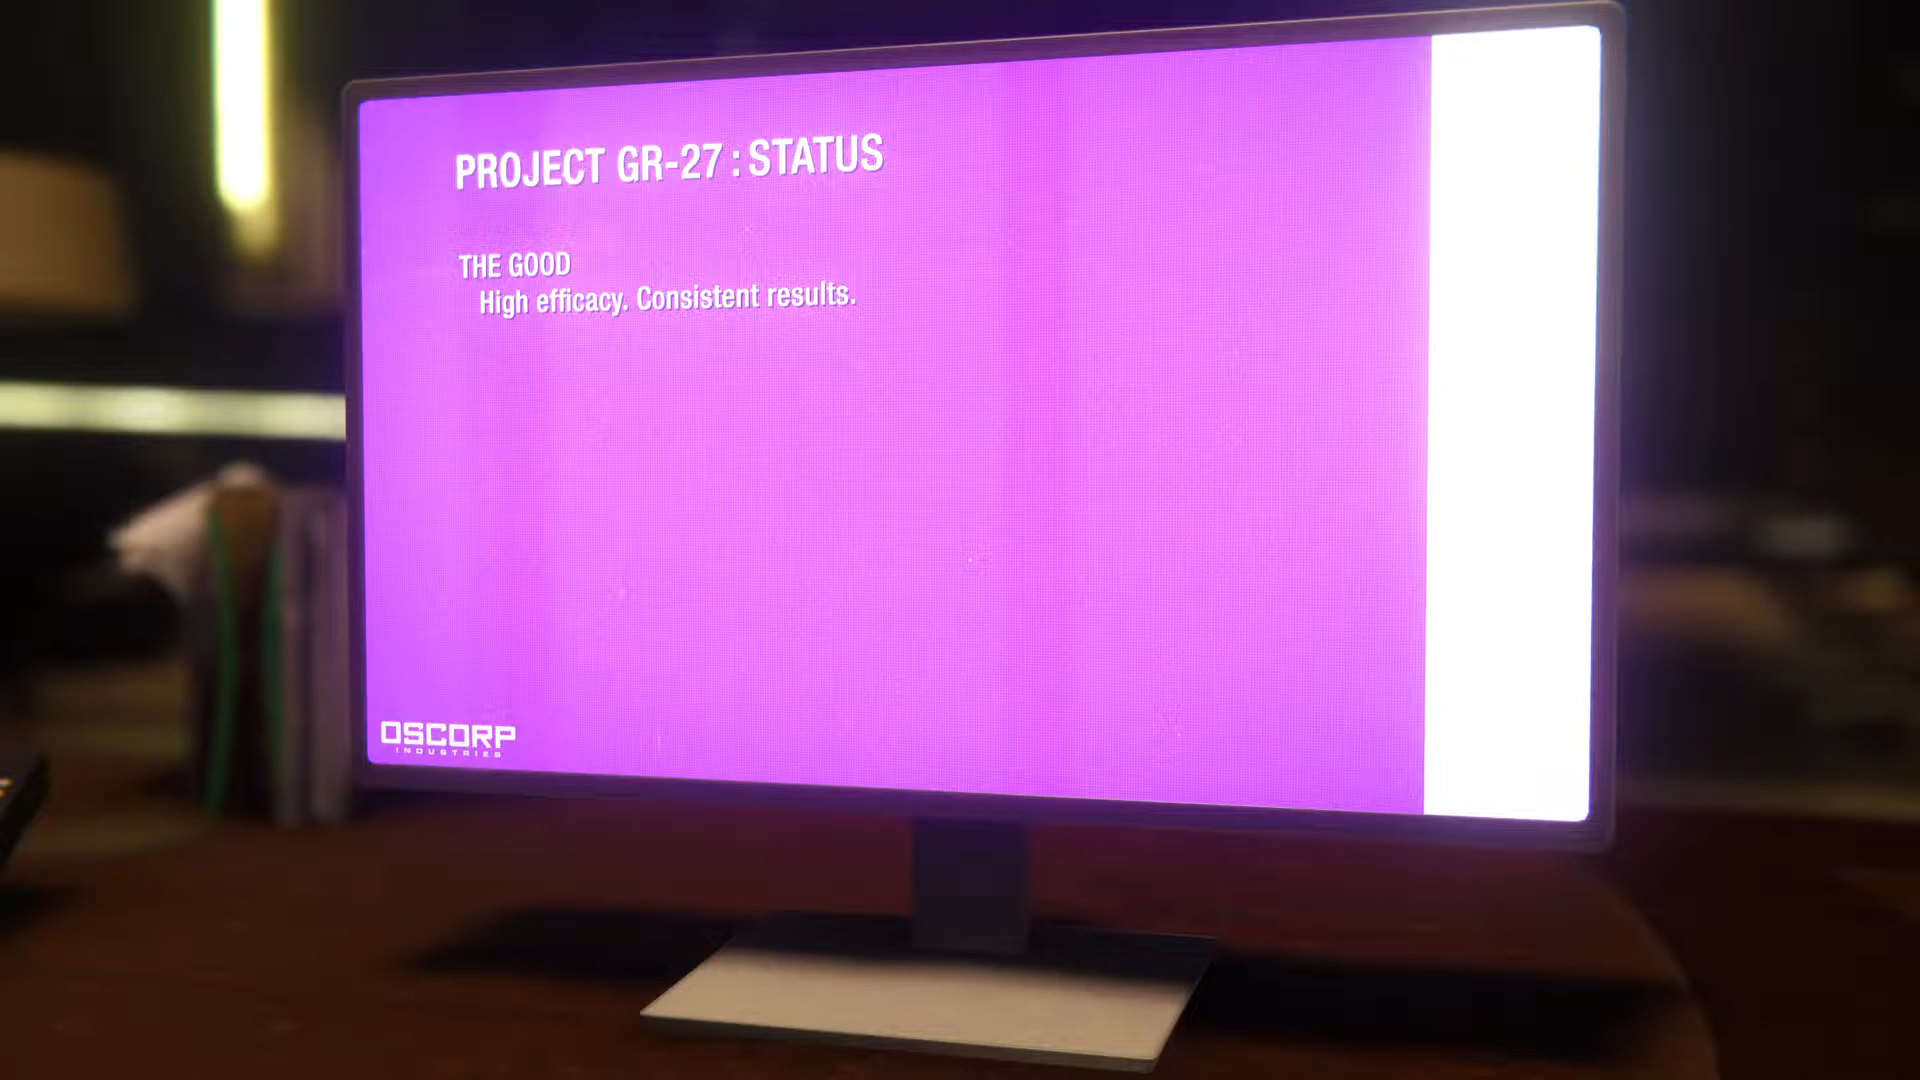 PROJECT GR-27 : STATUS
THE GOOD
High efficacy. Consistent results.
OSCORP
INDUSTRIES